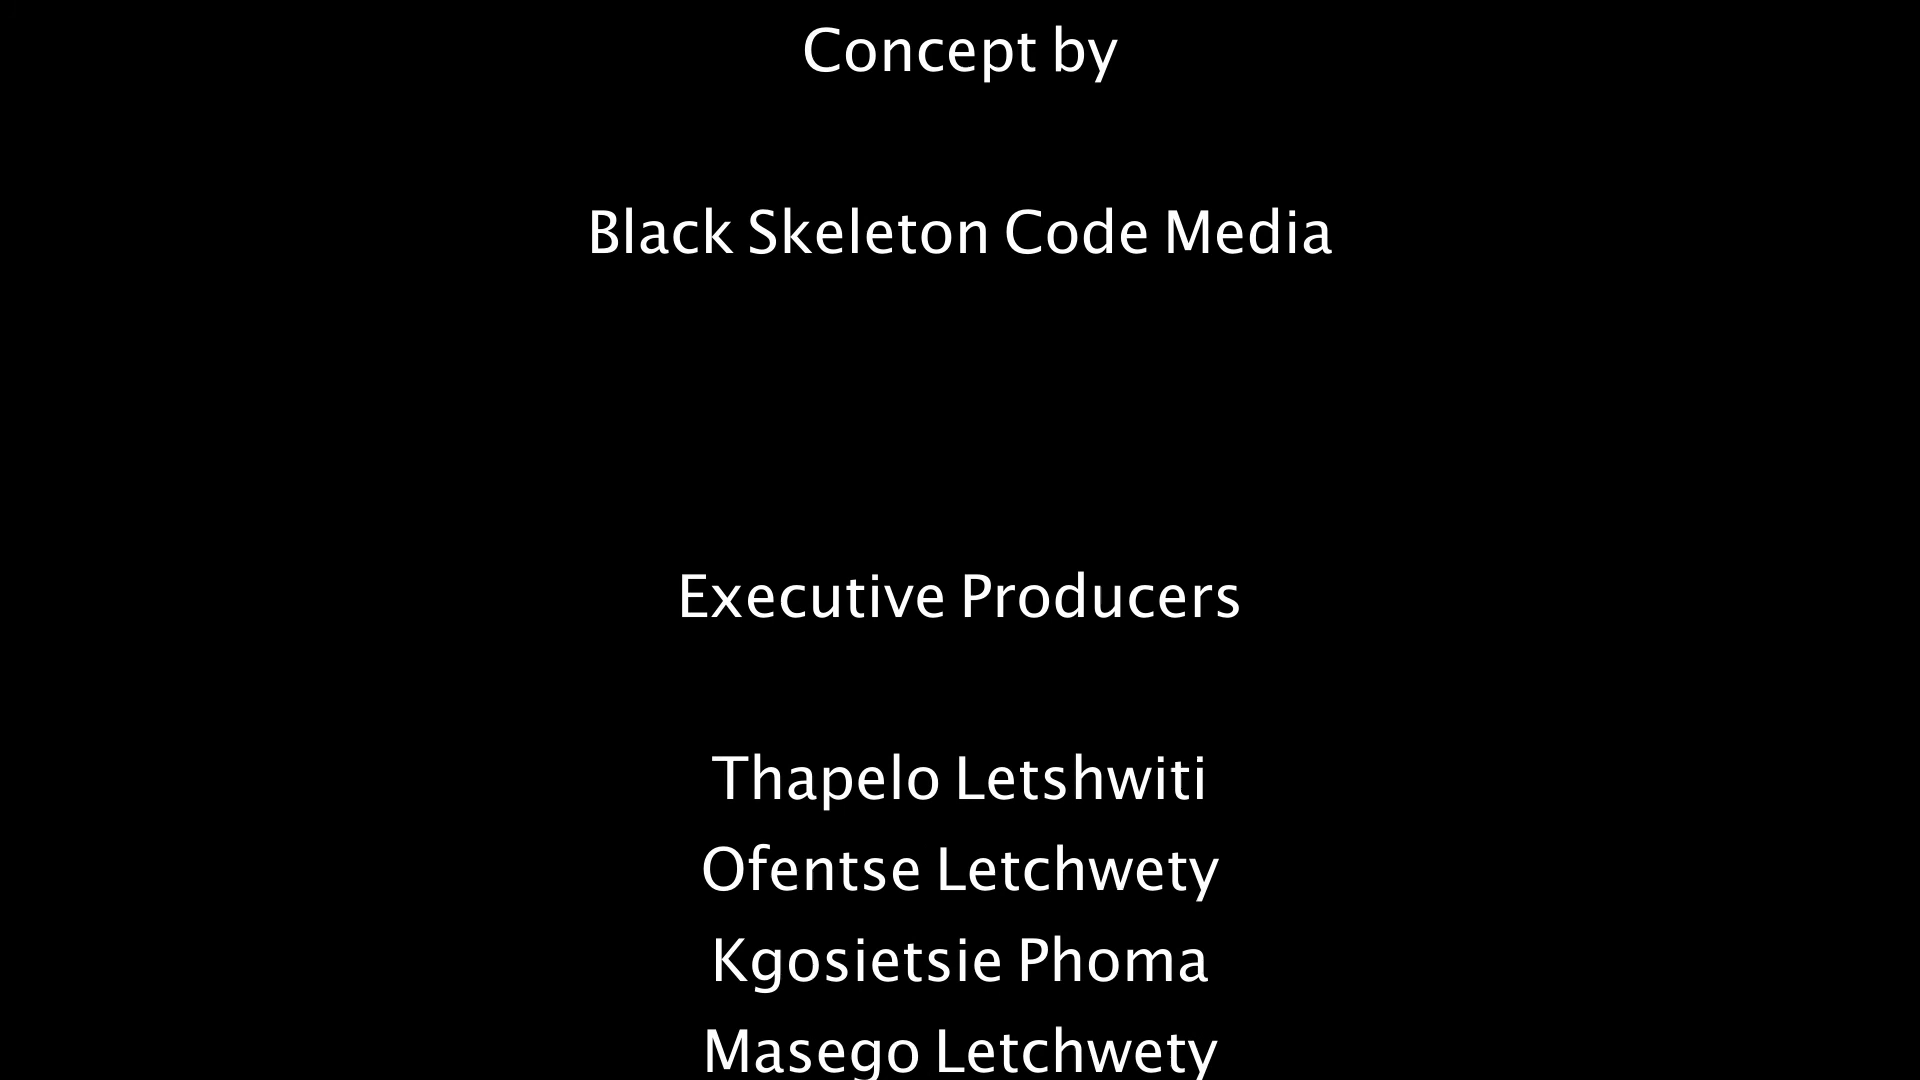 Concept by
Black Skeleton Code Media
Executive Producers
Thapelo Letshwiti
Ofentse Letchwety
Kgosietsie Phoma
Masego Letchwety